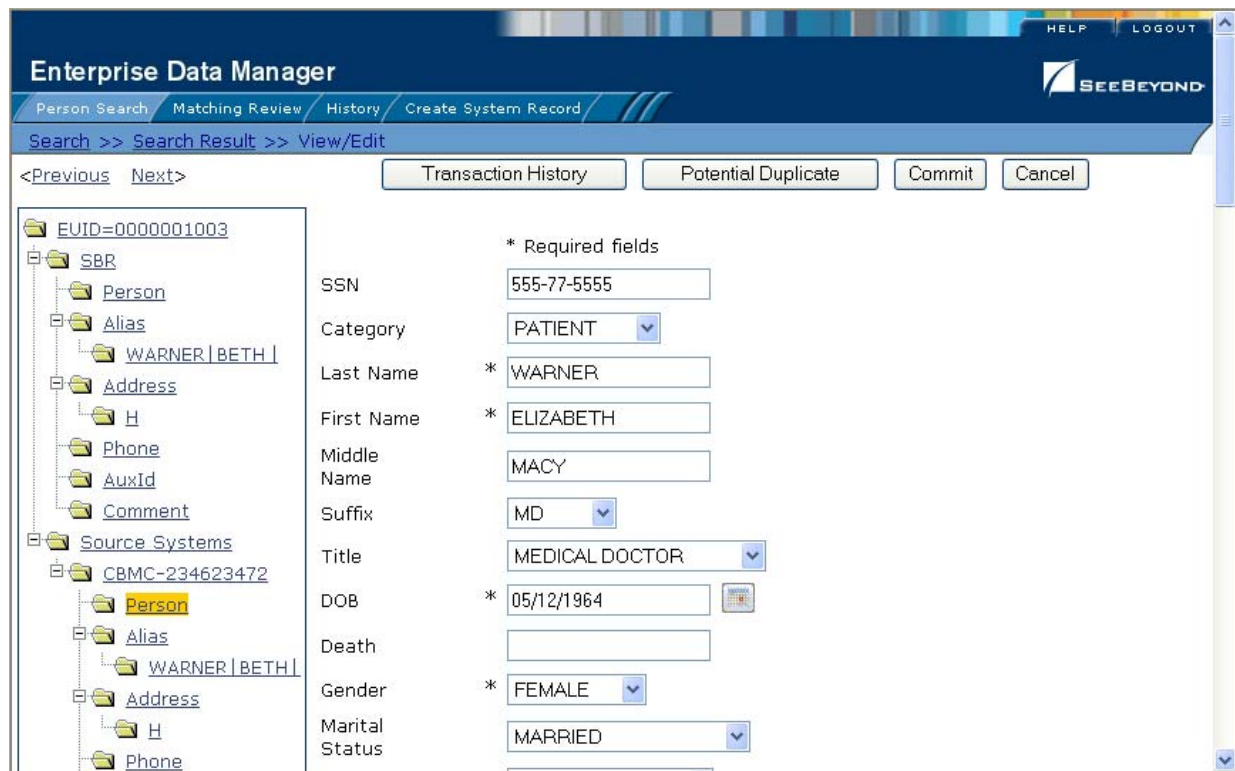 HELP LOGOUT
Enterprise Data Manager
SEEBEYOND
Person Search Matching Review History Create System Record
Search >> Search Result >> View/Edit
<Previous Next> Transaction History Potential Duplicate Commit Cancel
EUID=0000001003
SBR
Person
Alias
WARNER|BETH|
Address
H
Phone
AuxId
Comment
Source Systems
CBMC-234623472
Person
Alias
WARNER|BETH|
Address
H
Phone
* Required fields
SSN 555-77-5555
Category PATIENT
Last Name * WARNER
First Name * ELIZABETH
Middle
Name MACY
Suffix MD
Title MEDICAL DOCTOR
DOB * 05/12/1964
Death
Gender * FEMALE
Marital
Status MARRIED